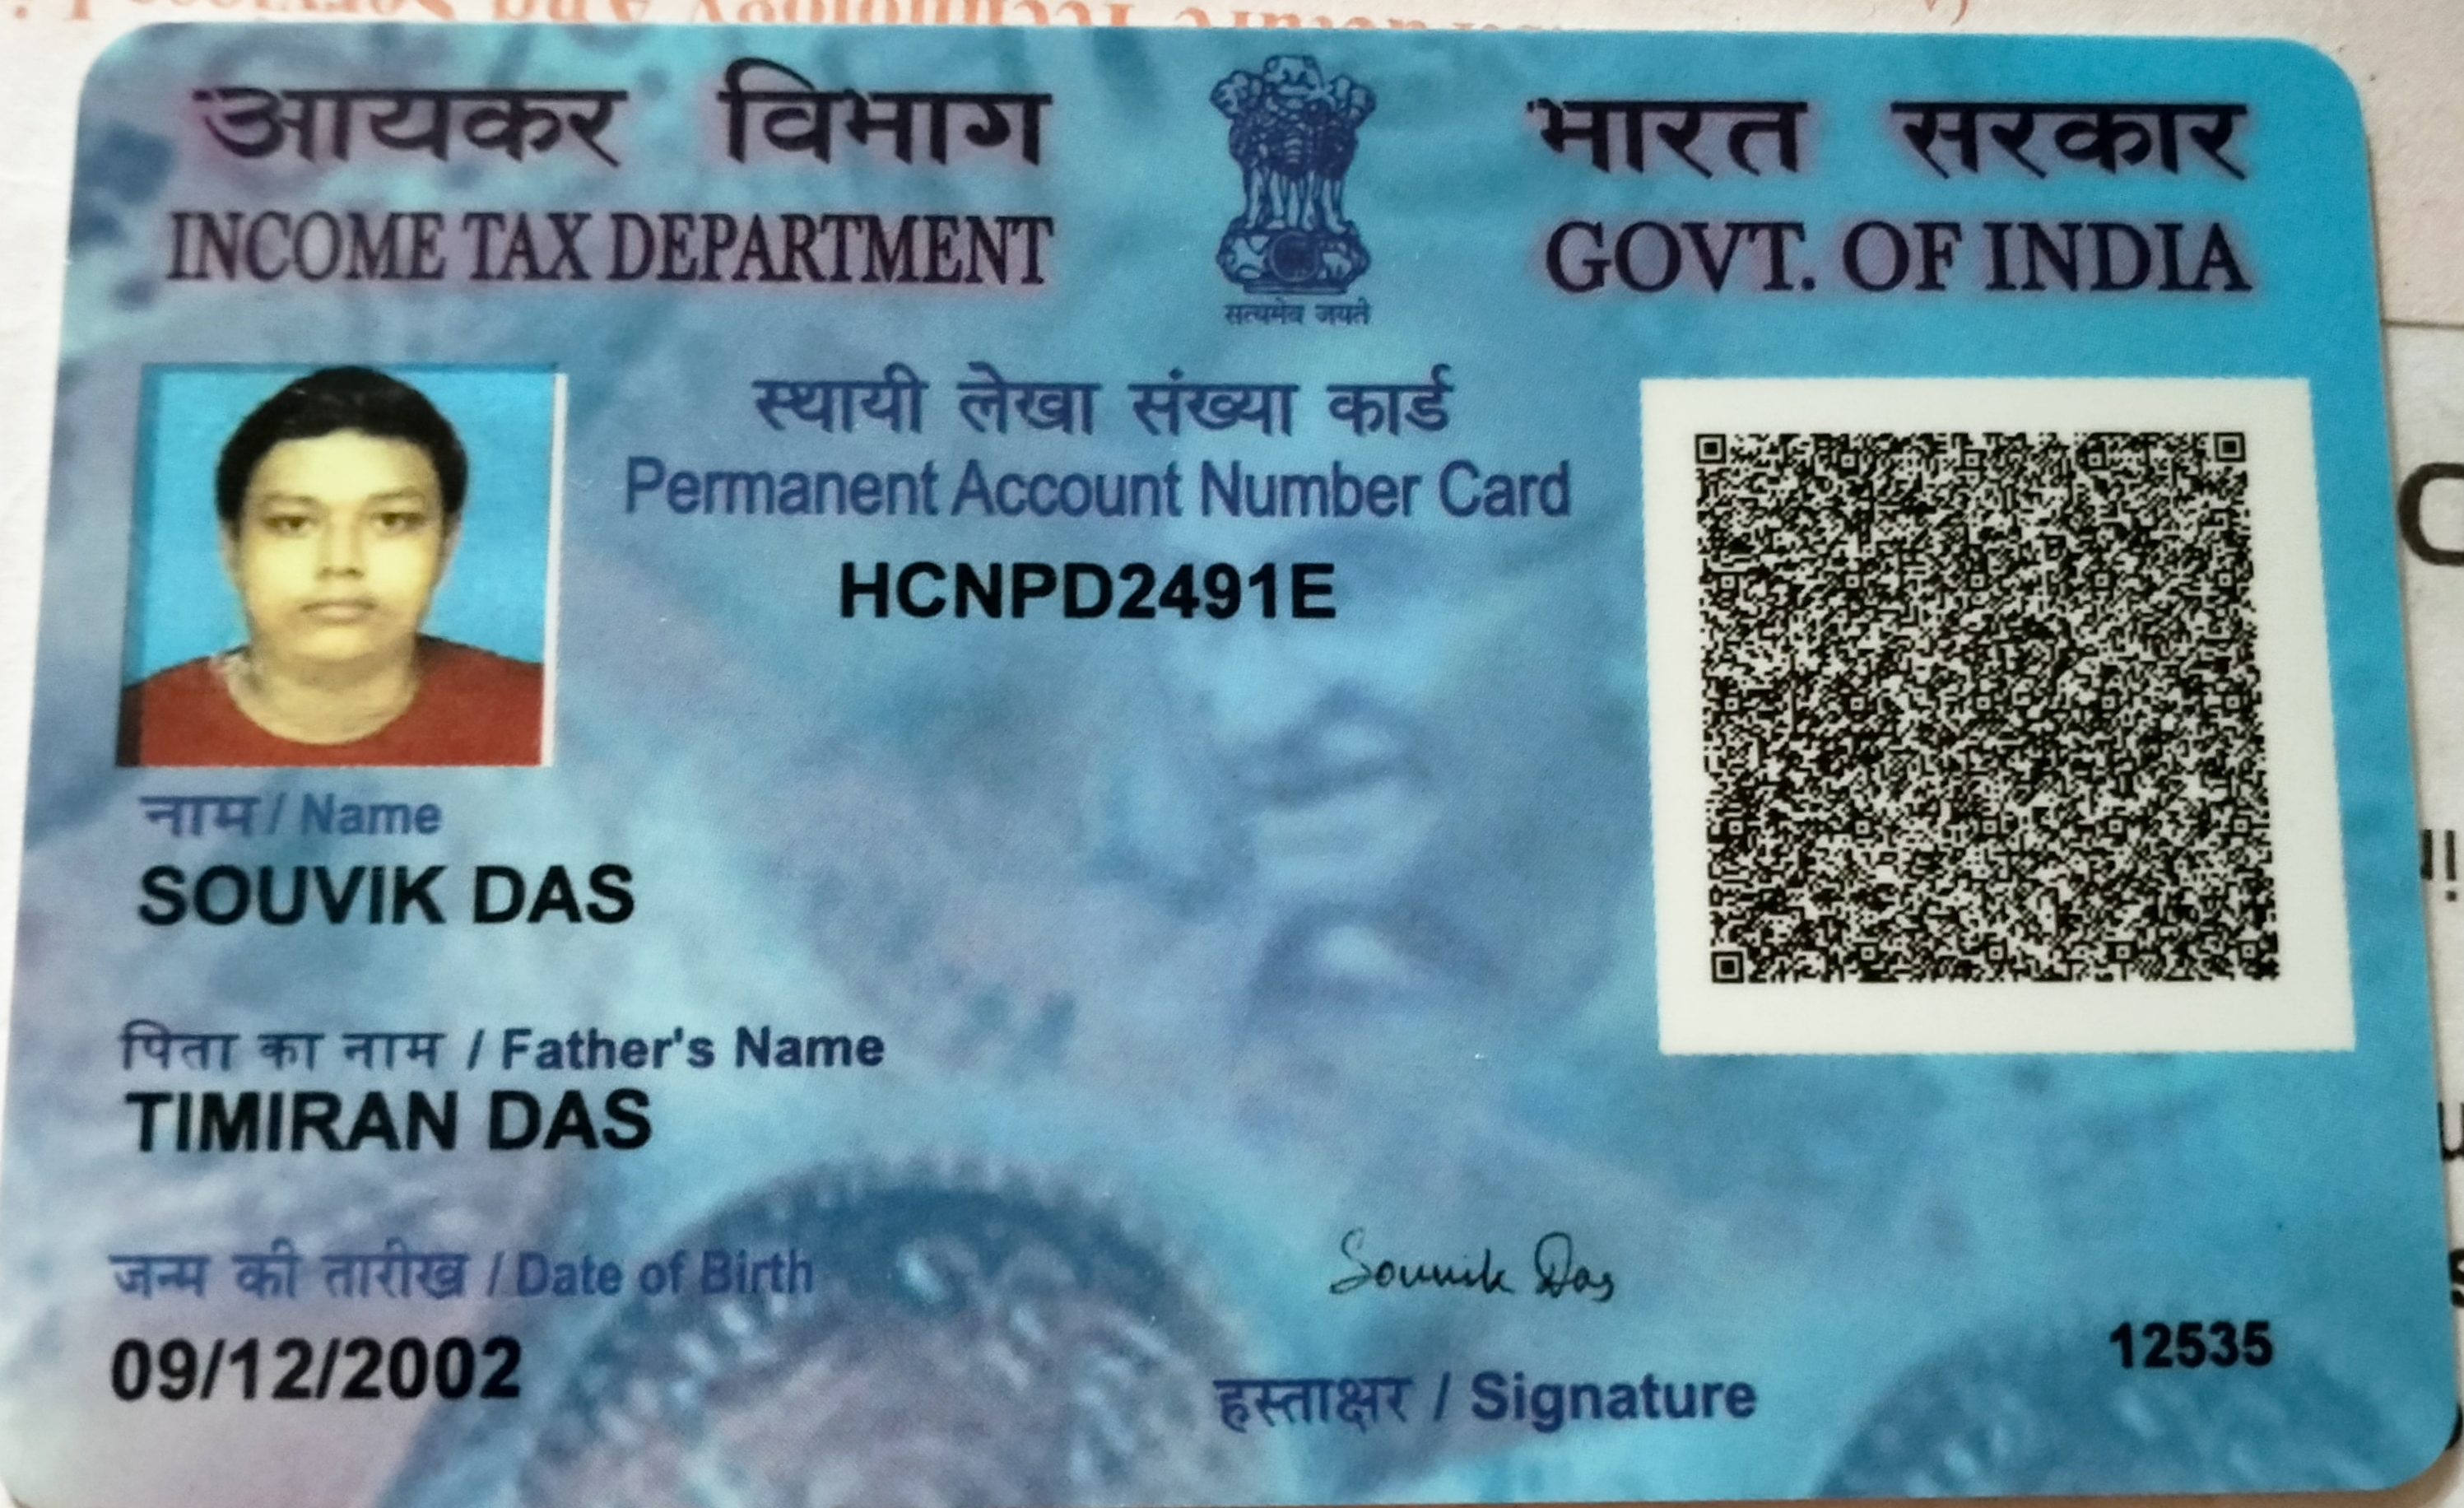 आयकर विभाग
INCOME TAX DEPARTMENT
सत्यमेव जयते
भारत सरकार
GOVT. OF INDIA
स्थायी लेखा संख्या कार्ड
Permanent Account Number Card
HCNPD2491E
नाम / Name
SOUVIK DAS
पिता का नाम / Father's Name
TIMIRAN DAS
जन्म की तारीख / Date of Birth
09/12/2002
Souvik Das
हस्ताक्षर / Signature
12535